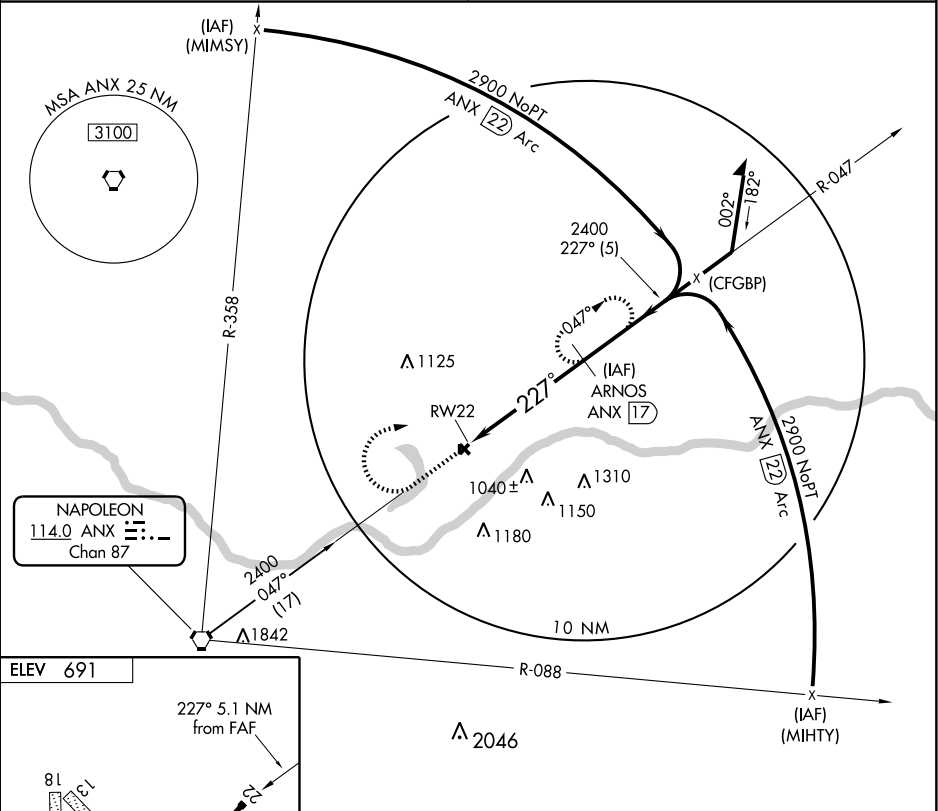 (IAF)
(MIMSY)
MSA ANX 25 NM
3100
2900 NoPT
ANX 22 Arc
R-047
002°
182°
2400
227° (5)
(CFGBP)
R-358
047°
1125
(IAF)
ARNOS
ANX 17
227°
RW22
2900 NoPT
ANX 22 Arc
1040±
1310
1150
1180
NAPOLEON
114.0 ANX
Chan 87
2400
047°
(17)
1842
10 NM
R-088
(IAF)
(MIHTY)
ELEV 691
227° 5.1 NM
from FAF
2046
18
13
22